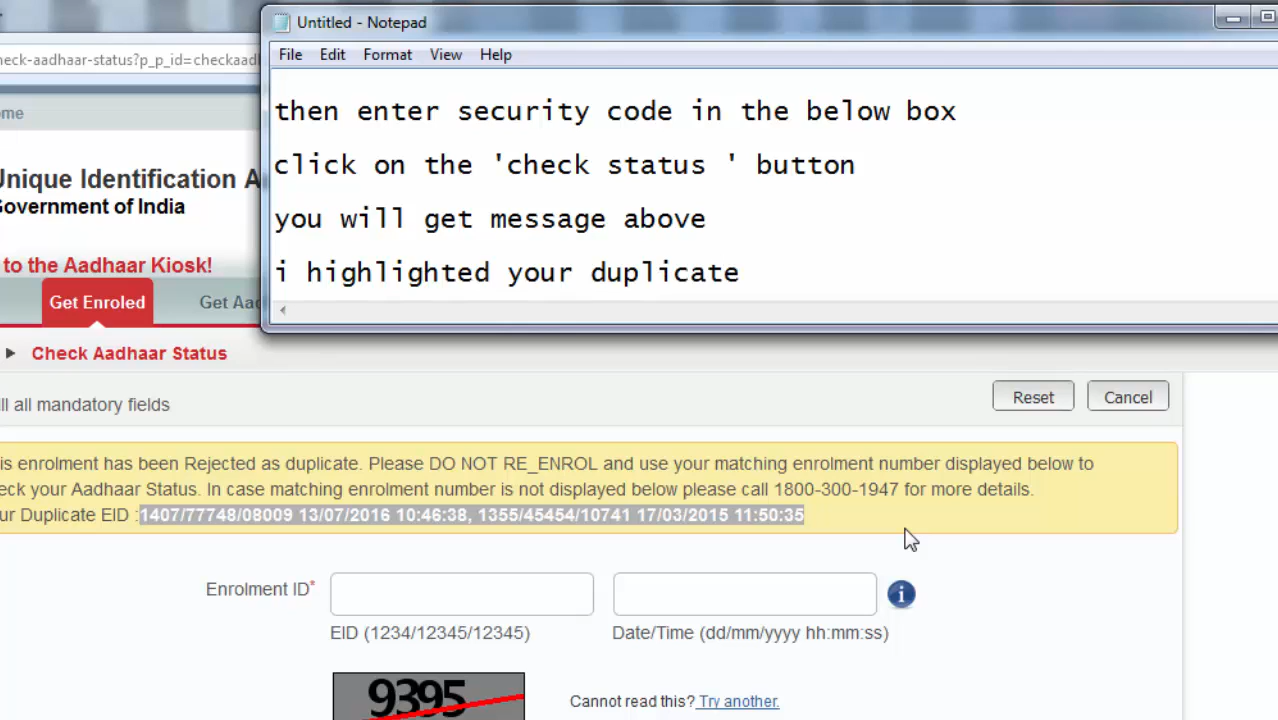 Untitled - Notepad
File Edit Format View Help
then enter security code in the below box
click on the 'check status ' button
you will get message above
i highlighted your duplicate
heck-aadhaar-status?p_p_id=checkaadh
ome
Unique Identification A
Government of India
to the Aadhaar Kiosk!
Get Enroled Get Aad
Check Aadhaar Status
ill all mandatory fields
Reset Cancel
is enrolment has been Rejected as duplicate. Please DO NOT RE_ENROL and use your matching enrolment number displayed below to
eck your Aadhaar Status. In case matching enrolment number is not displayed below please call 1800-300-1947 for more details.
ur Duplicate EID :1407/77748/08009 13/07/2016 10:46:38, 1355/45454/10741 17/03/2015 11:50:35
Enrolment ID*
EID (1234/12345/12345) Date/Time (dd/mm/yyyy hh:mm:ss)
9395
Cannot read this? Try another.